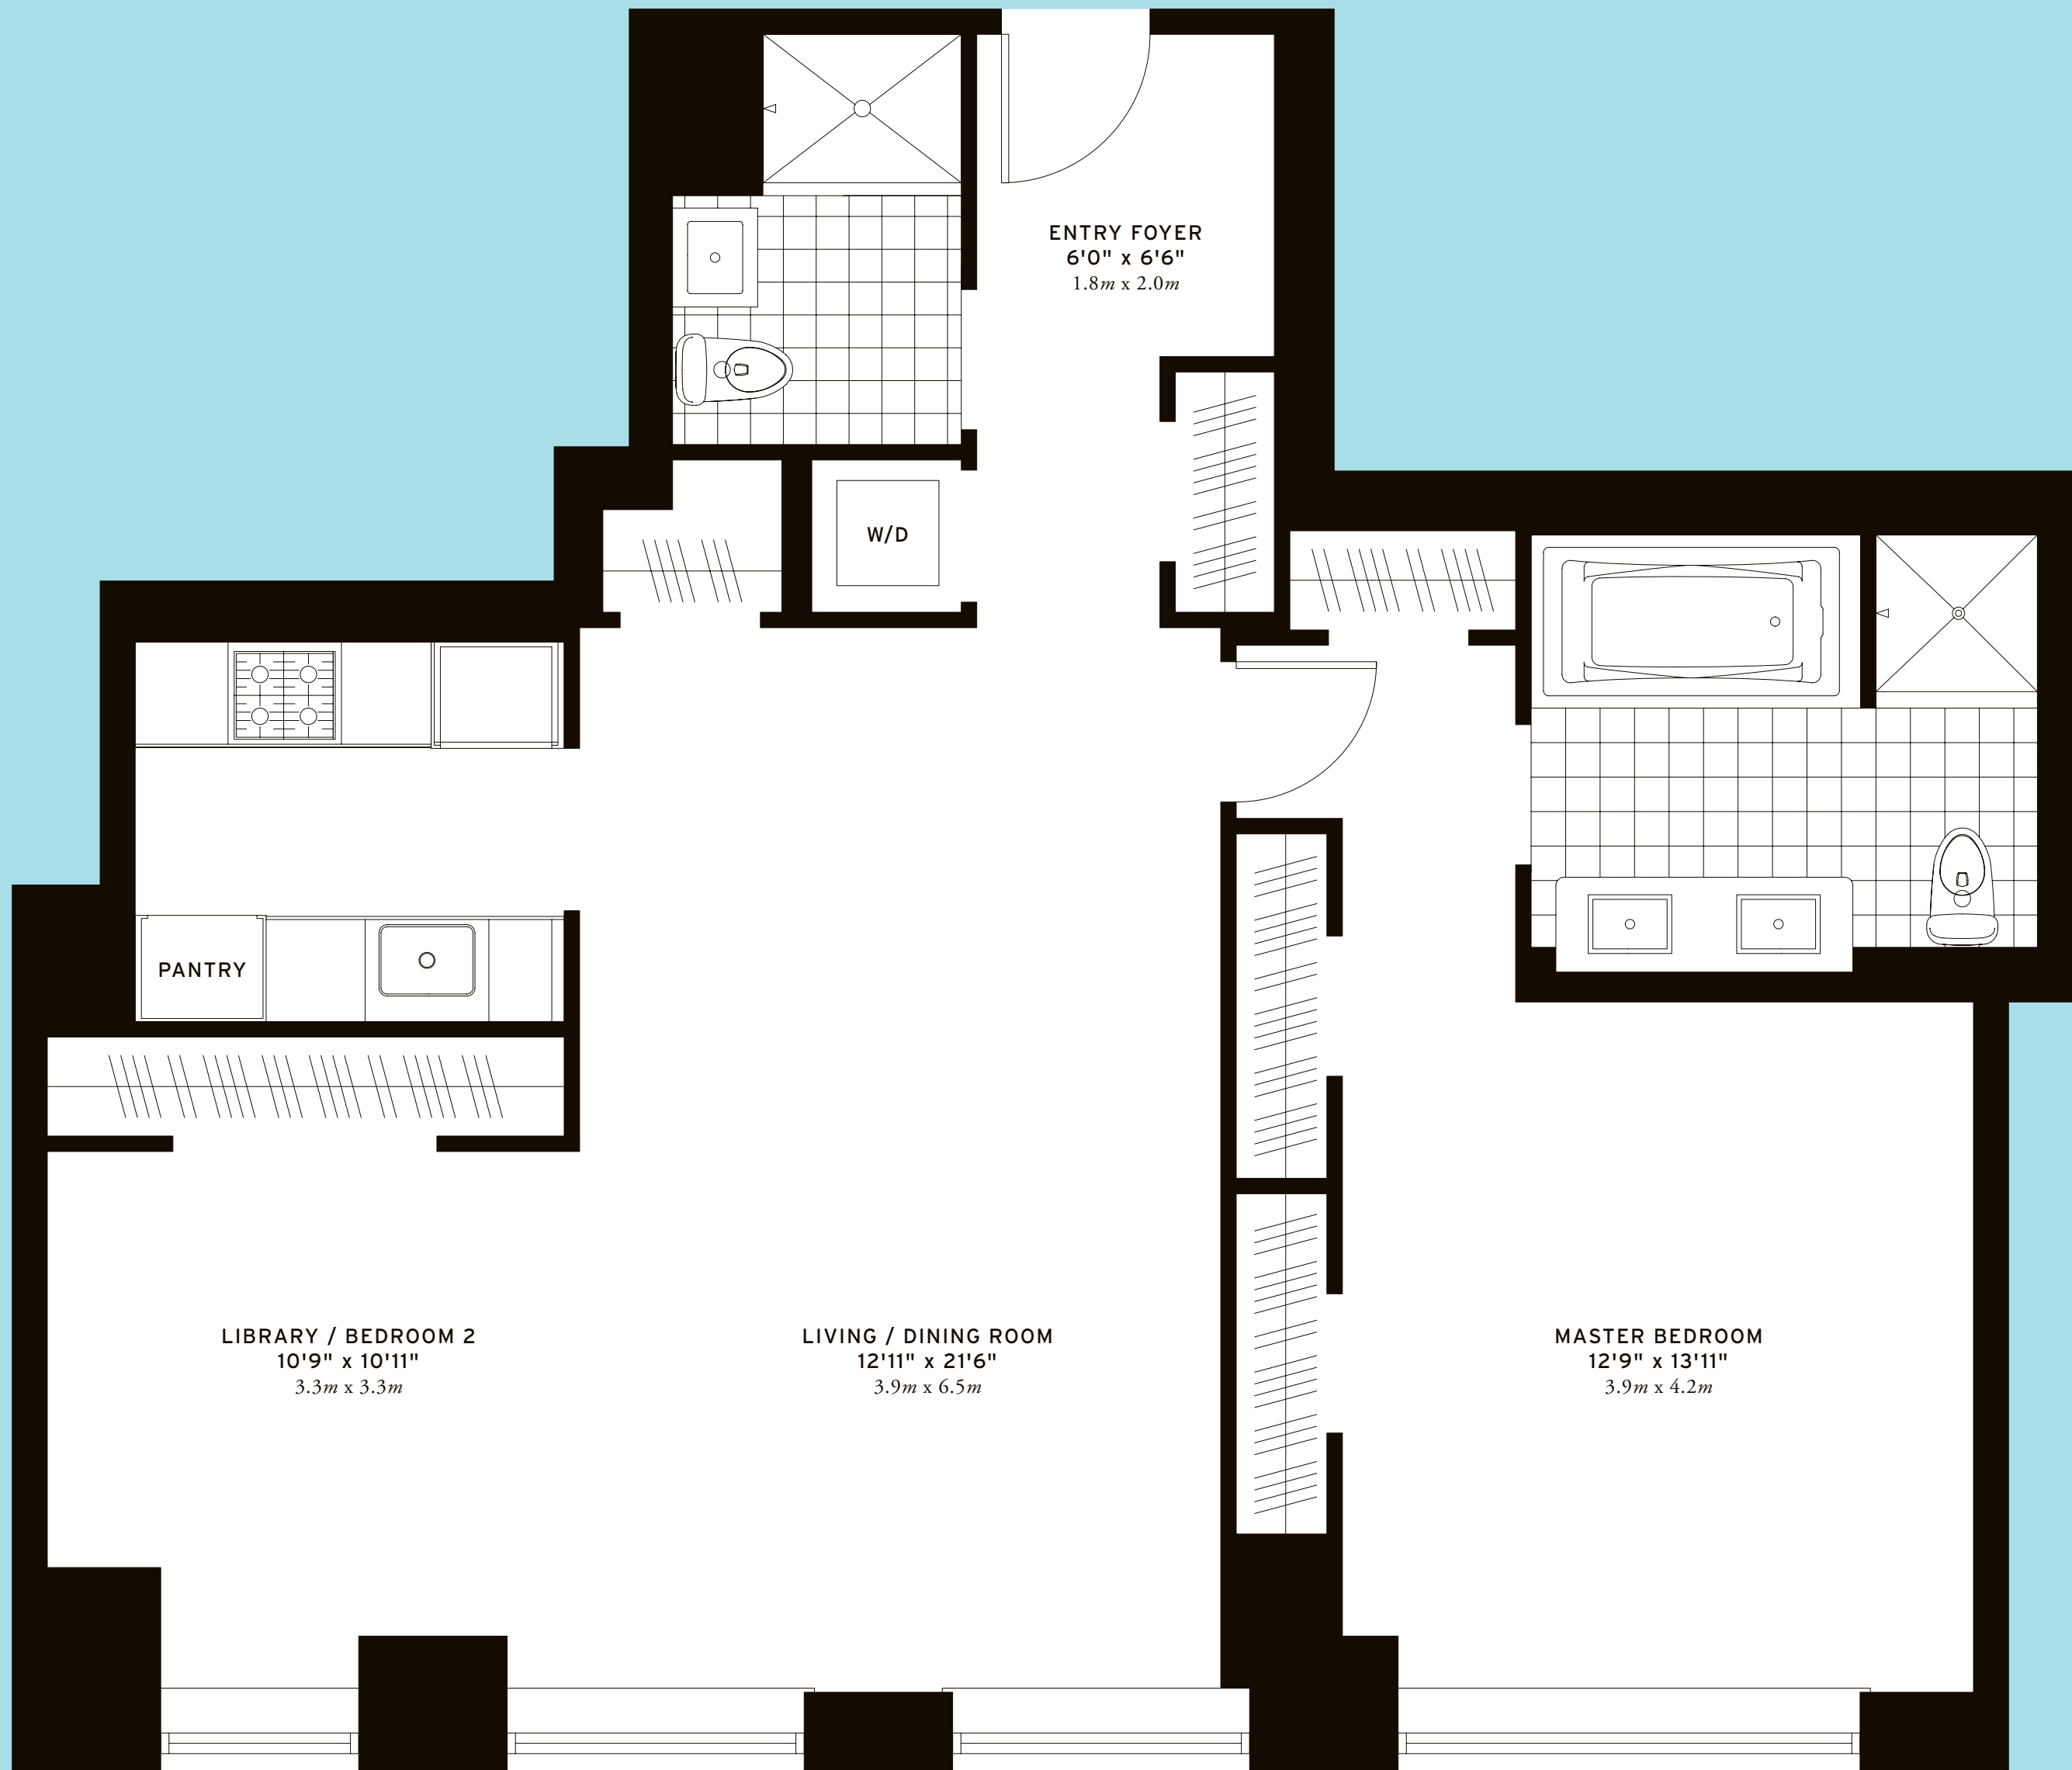 ENTRY FOYER
6'0" x 6'6"
1.8m x 2.0m
W/D
PANTRY
LIBRARY / BEDROOM 2
10'9" x 10'11"
3.3m x 3.3m
LIVING / DINING ROOM
12'11" x 21'6"
3.9m x 6.5m
MASTER BEDROOM
12'9" x 13'11"
3.9m x 4.2m